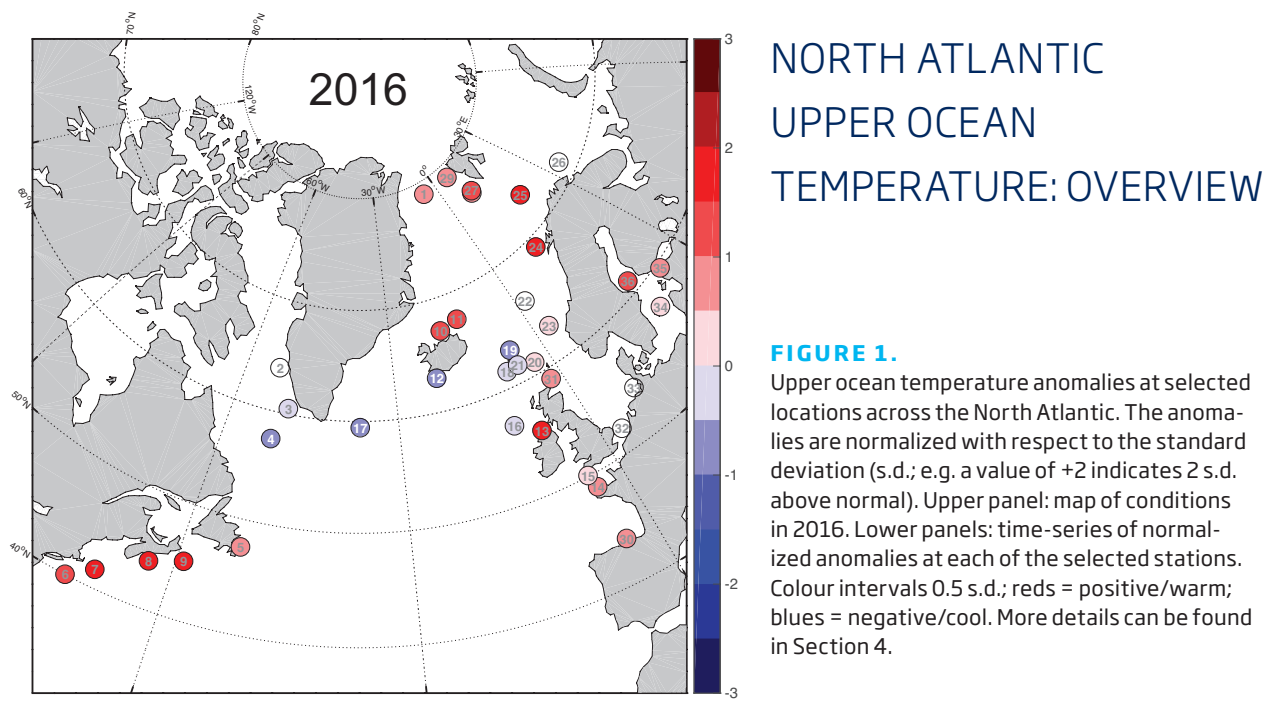 70°N
80°N
2016
120°W
30°E
0°
60°W
30°W
60°N
50°N
40°N
26
29
27
1
25
24
35
36
34
22
23
11
10
19
20
21
18
12
31
33
2
3
4
17
16
13
32
15
14
30
5
9
8
7
6
3
2
1
0
-1
-2
-3
NORTH ATLANTIC
UPPER OCEAN
TEMPERATURE: OVERVIEW
FIGURE 1.
Upper ocean temperature anomalies at selected
locations across the North Atlantic. The anoma-
lies are normalized with respect to the standard
deviation (s.d.; e.g. a value of +2 indicates 2 s.d.
above normal). Upper panel: map of conditions
in 2016. Lower panels: time-series of normal-
ized anomalies at each of the selected stations.
Colour intervals 0.5 s.d.; reds = positive/warm;
blues = negative/cool. More details can be found
in Section 4.